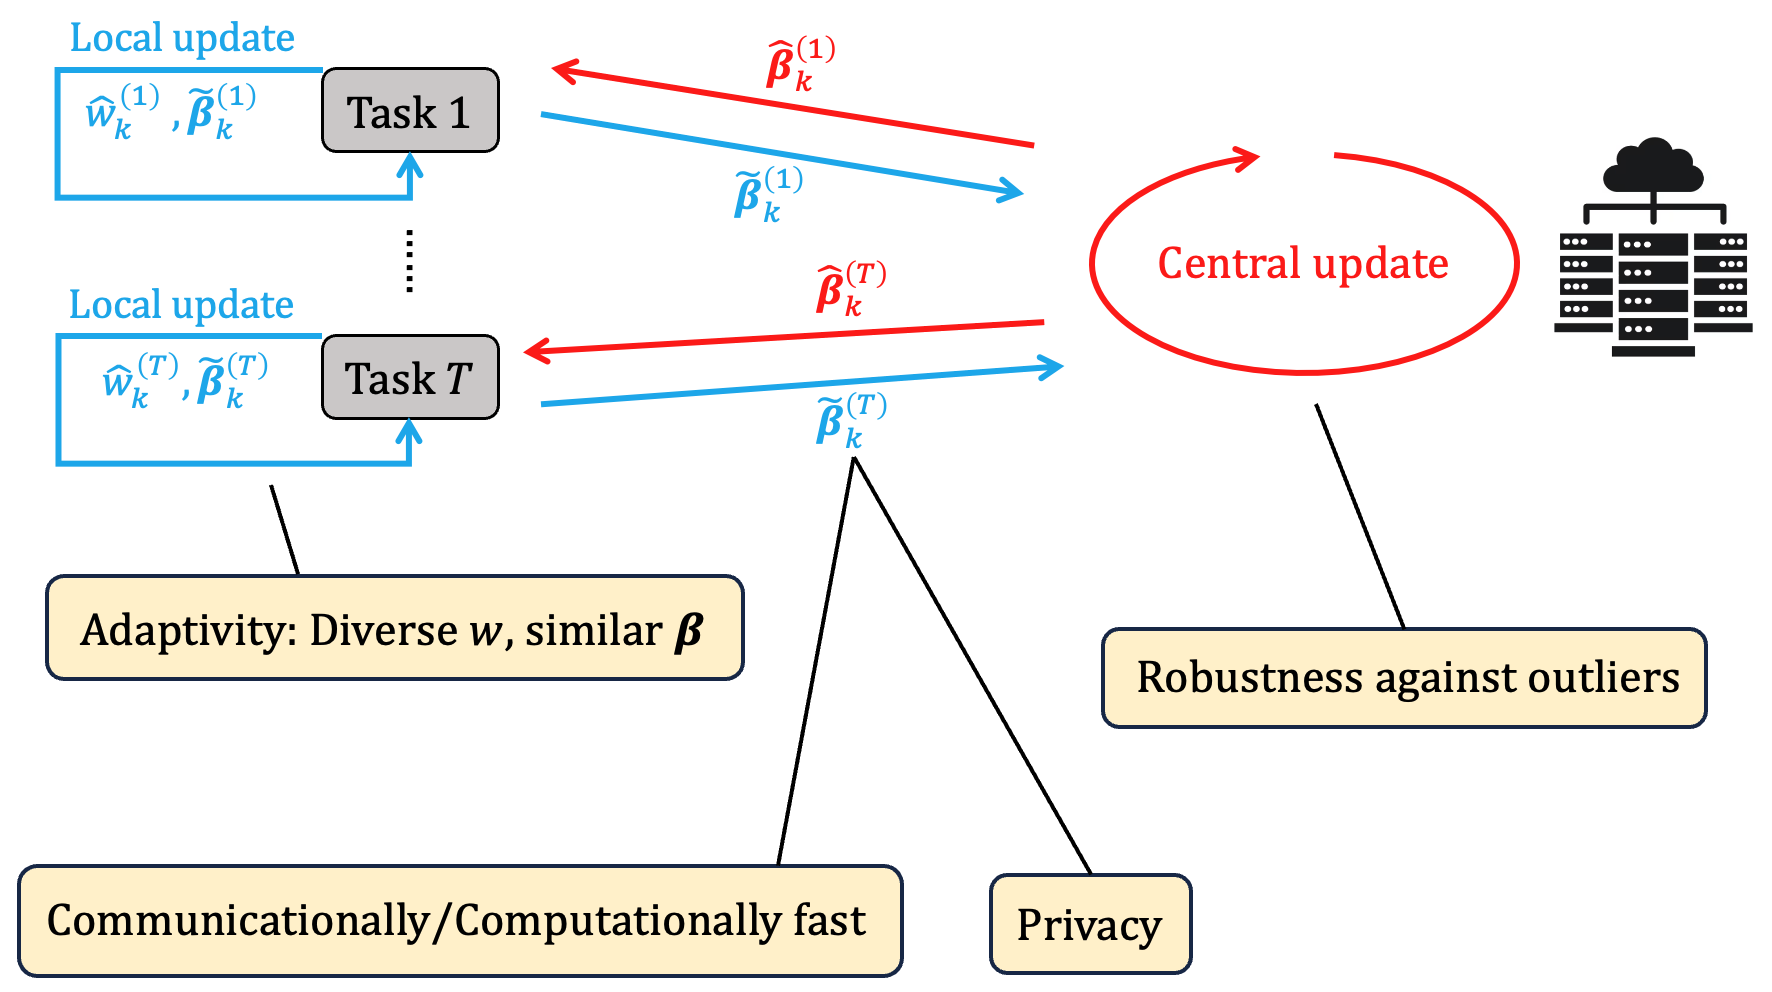 Local update
$\widehat{w}_k^{(1)}, \widetilde{\boldsymbol{\beta}}_k^{(1)}$
Task 1
$\widehat{\boldsymbol{\beta}}_k^{(1)}$
$\widetilde{\boldsymbol{\beta}}_k^{(1)}$
Central update
Local update
$\widehat{w}_k^{(T)}, \widetilde{\boldsymbol{\beta}}_k^{(T)}$
Task $T$
$\widehat{\boldsymbol{\beta}}_k^{(T)}$
$\widetilde{\boldsymbol{\beta}}_k^{(T)}$
Adaptivity: Diverse $w$, similar $\boldsymbol{\beta}$
Robustness against outliers
Communicationally/Computationally fast
Privacy